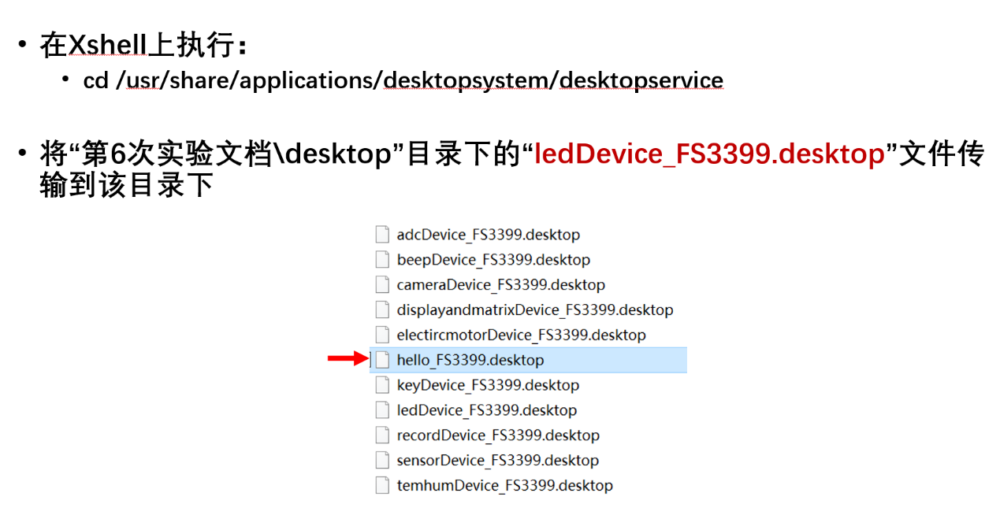 • 在Xshell上执行：
• cd /usr/share/applications/desktopsystem/desktopservice
• 将“第6次实验文档\desktop”目录下的“ledDevice_FS3399.desktop”文件传
输到该目录下
adcDevice_FS3399.desktop
beepDevice_FS3399.desktop
cameraDevice_FS3399.desktop
displayandmatrixDevice_FS3399.desktop
electircmotorDevice_FS3399.desktop
hello_FS3399.desktop
keyDevice_FS3399.desktop
ledDevice_FS3399.desktop
recordDevice_FS3399.desktop
sensorDevice_FS3399.desktop
temhumDevice_FS3399.desktop